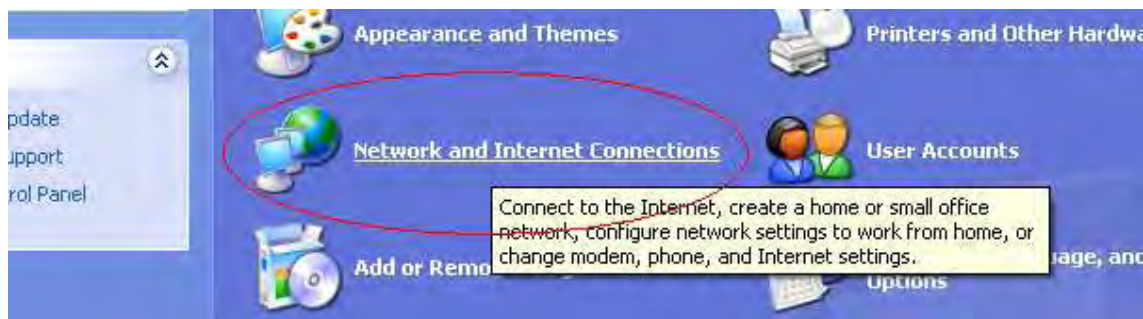 Appearance and Themes
Printers and Other Hardwa
pdate
upport
rol Panel
Network and Internet Connections
User Accounts
Connect to the Internet, create a home or small office
network, configure network settings to work from home, or
change modem, phone, and Internet settings.
Add or Remo
uage, and
Options